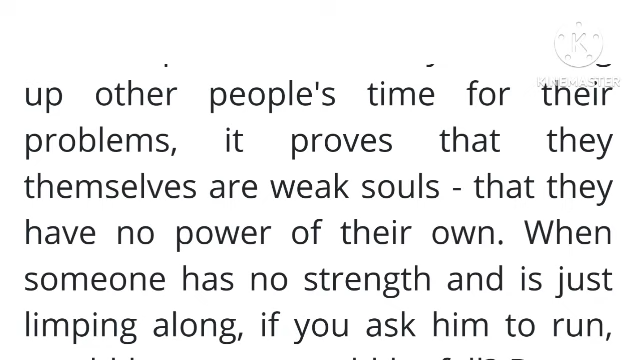 KINEMASTER
up other people's time for their
problems, it proves that they
themselves are weak souls - that they
have no power of their own. When
someone has no strength and is just
limping along, if you ask him to run,